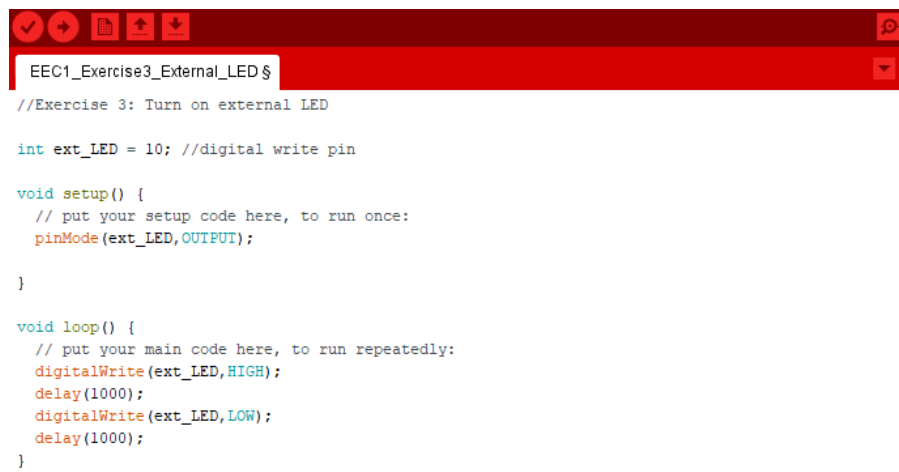 EEC1_Exercise3_External_LED §
//Exercise 3: Turn on external LED
int ext_LED = 10; //digital write pin
void setup() {
  // put your setup code here, to run once:
  pinMode(ext_LED,OUTPUT);
}
void loop() {
  // put your main code here, to run repeatedly:
  digitalWrite(ext_LED,HIGH);
  delay(1000);
  digitalWrite(ext_LED,LOW);
  delay(1000);
}